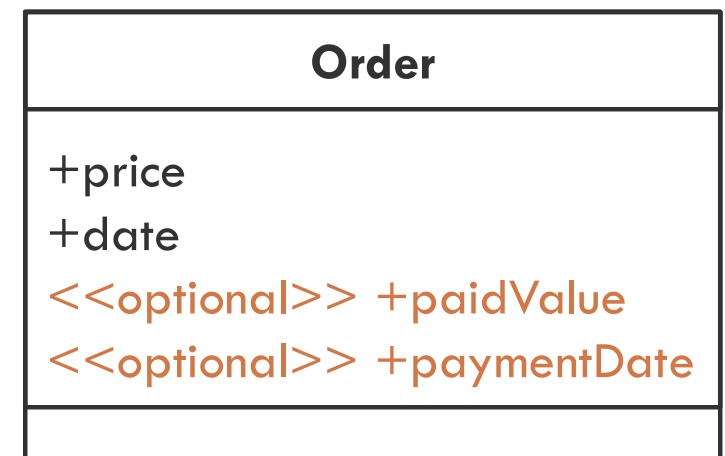 Order
+price
+date
<<optional>> +paidValue
<<optional>> +paymentDate